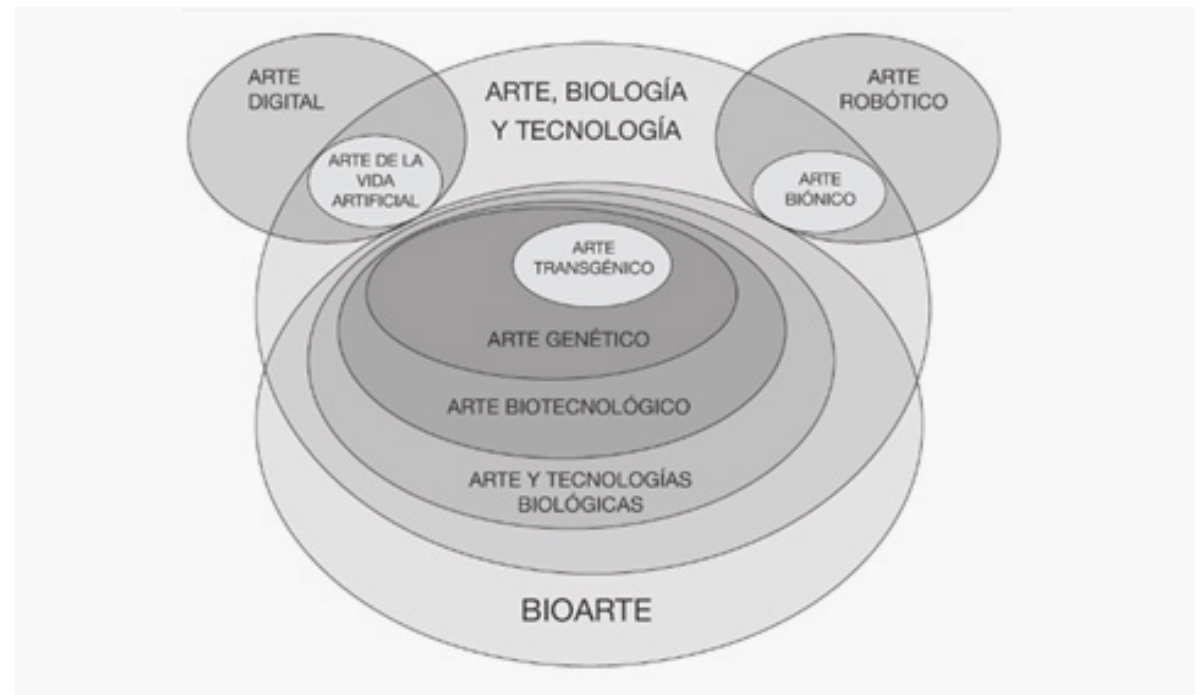 ARTE
DIGITAL
ARTE, BIOLOGÍA
Y TECNOLOGÍA
ARTE
ROBÓTICO
ARTE DE LA
VIDA
ARTIFICIAL
ARTE
BIÓNICO
ARTE
TRANSGÉNICO
ARTE GENÉTICO
ARTE BIOTECNOLÓGICO
ARTE Y TECNOLOGÍAS
BIOLÓGICAS
BIOARTE